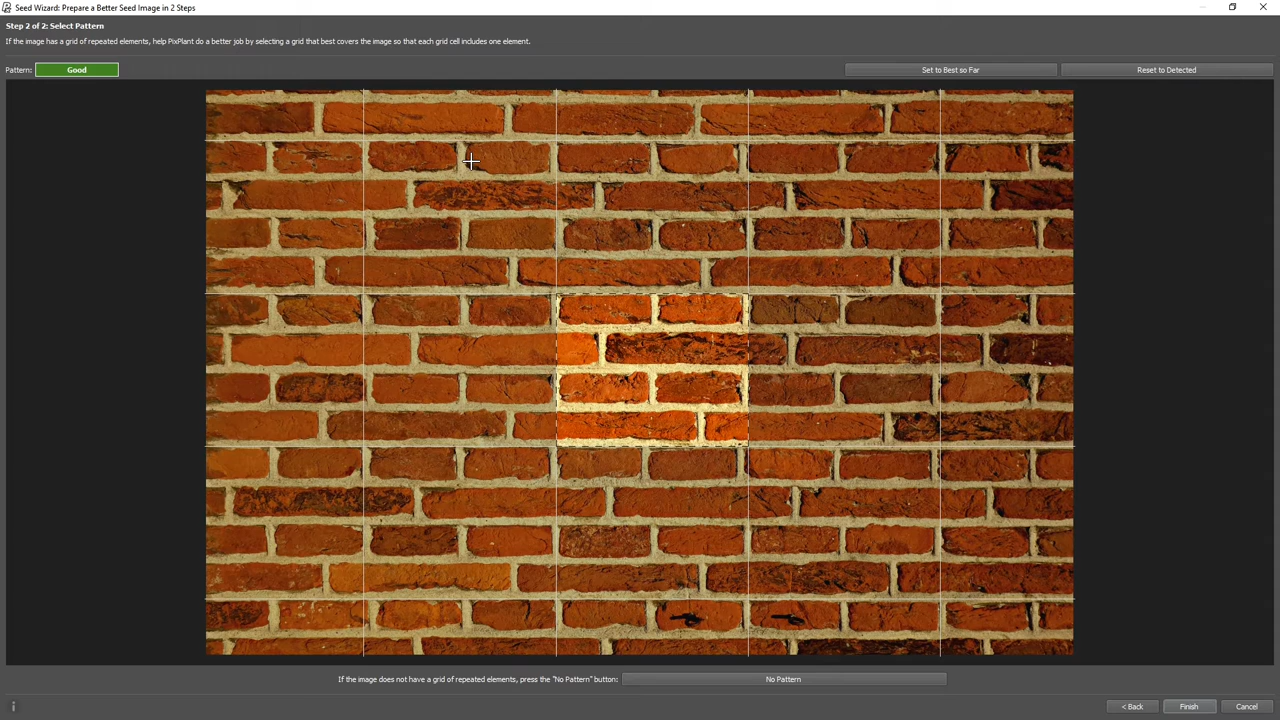 Seed Wizard: Prepare a Better Seed Image in 2 Steps
Step 2 of 2: Select Pattern
If the image has a grid of repeated elements, help PixPlant do a better job by selecting a grid that best covers the image so that each grid cell includes one element.
Pattern: Good Set to Best so Far Reset to Detected
If the image does not have a grid of repeated elements, press the "No Pattern" button: No Pattern
< Back Finish Cancel